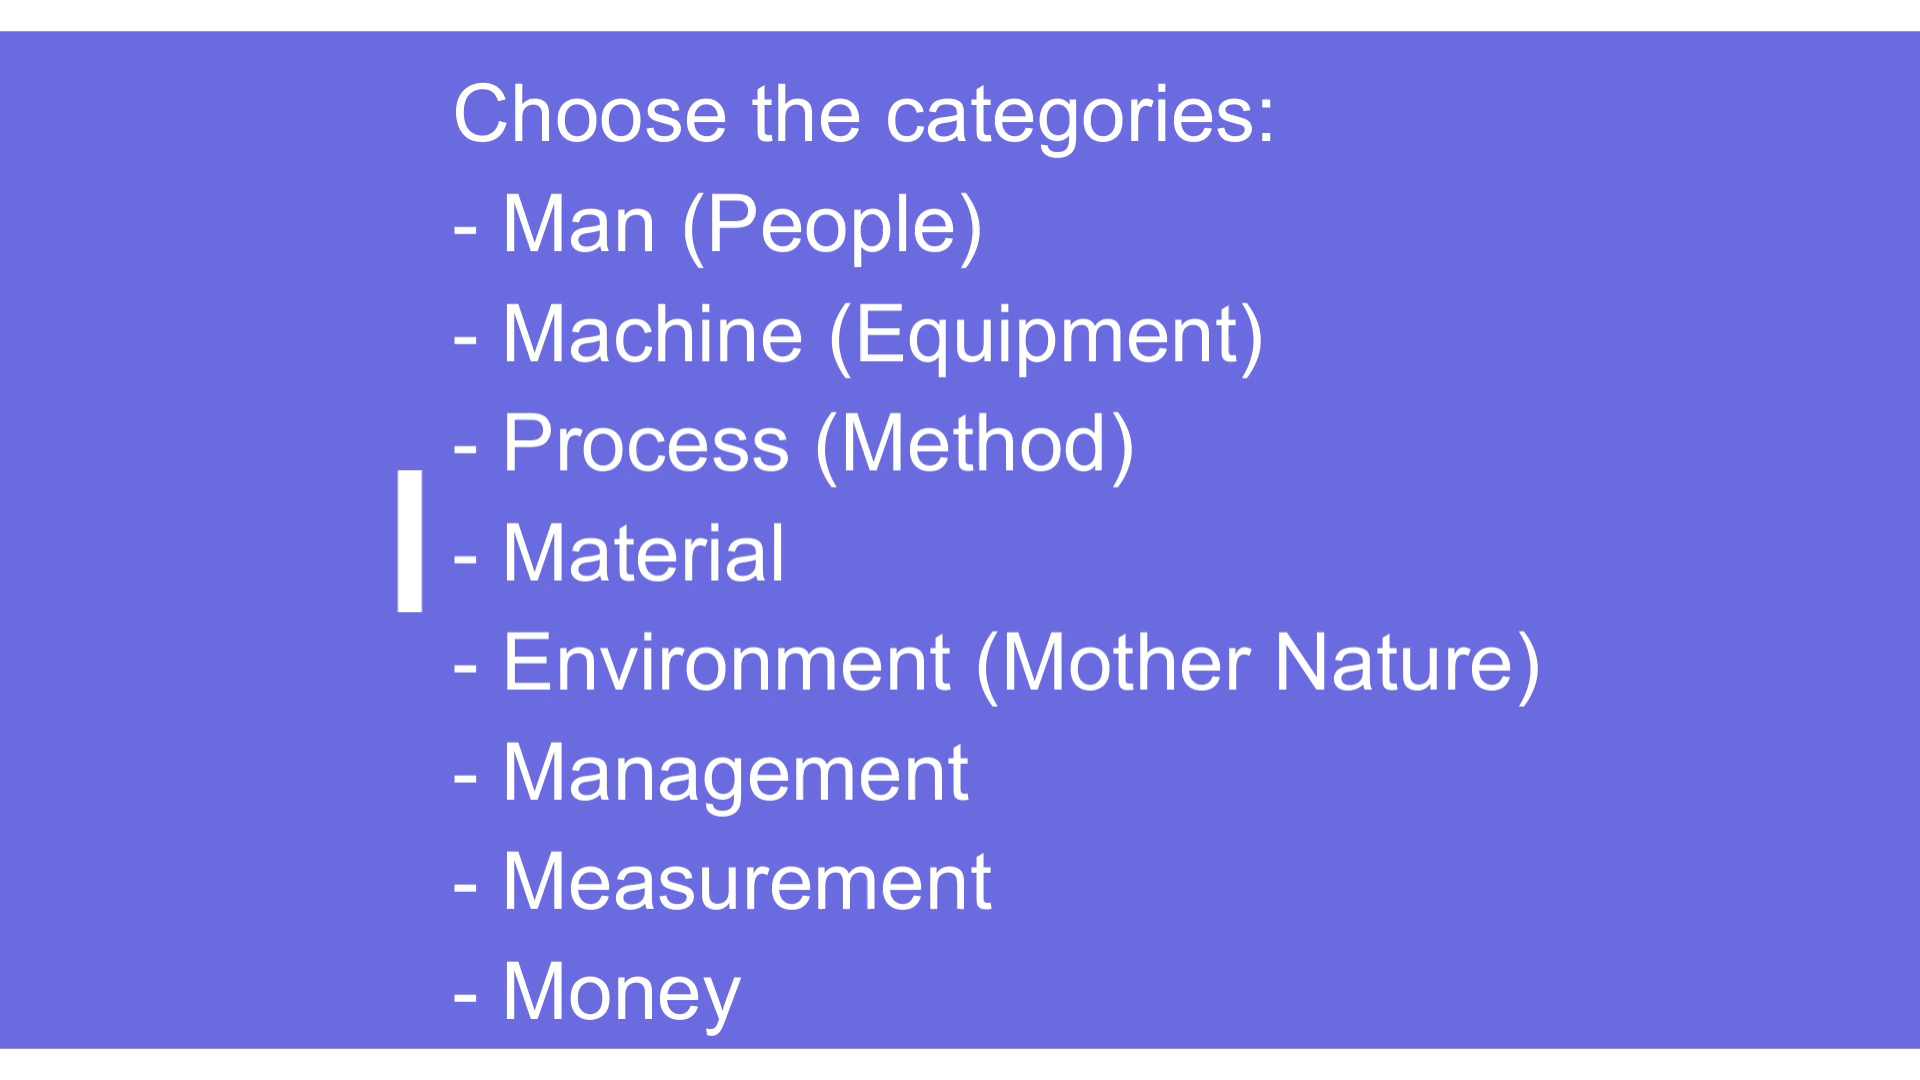 Choose the categories:
- Man (People)
- Machine (Equipment)
- Process (Method)
- Material
- Environment (Mother Nature)
- Management
- Measurement
- Money